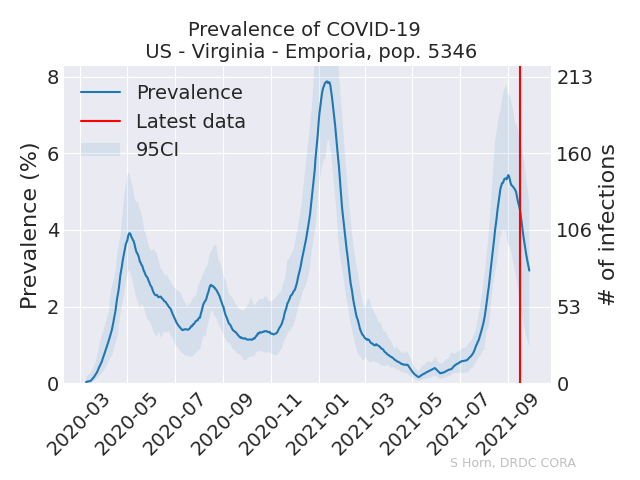 Prevalence of COVID-19
US - Virginia - Emporia, pop. 5346
Prevalence
Latest data
95CI
Prevalence (%)
8
6
4
2
0
213
160
106
53
0
# of infections
2020-03
2020-05
2020-07
2020-09
2020-11
2021-01
2021-03
2021-05
2021-07
2021-09
S Horn, DRDC CORA